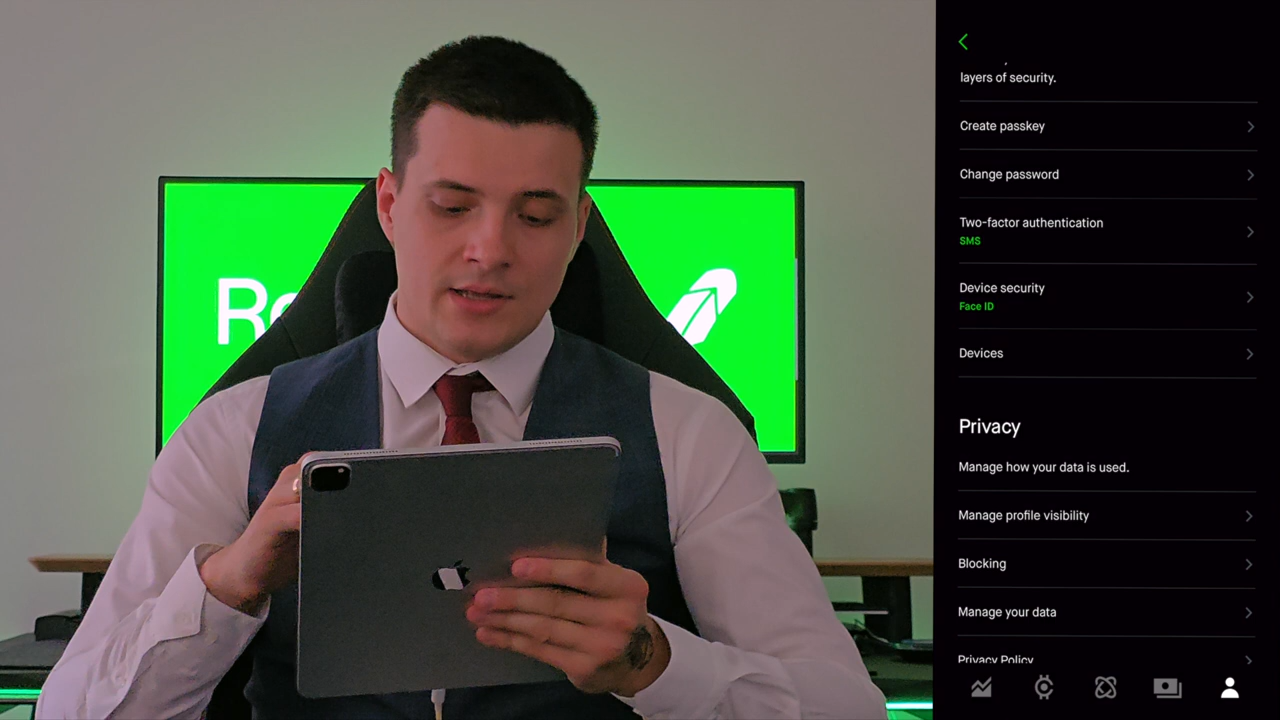 layers of security.
Create passkey
Change password
Two-factor authentication
SMS
Device security
Face ID
Devices
Privacy
Manage how your data is used.
Manage profile visibility
Blocking
Manage your data
Privacy Policy